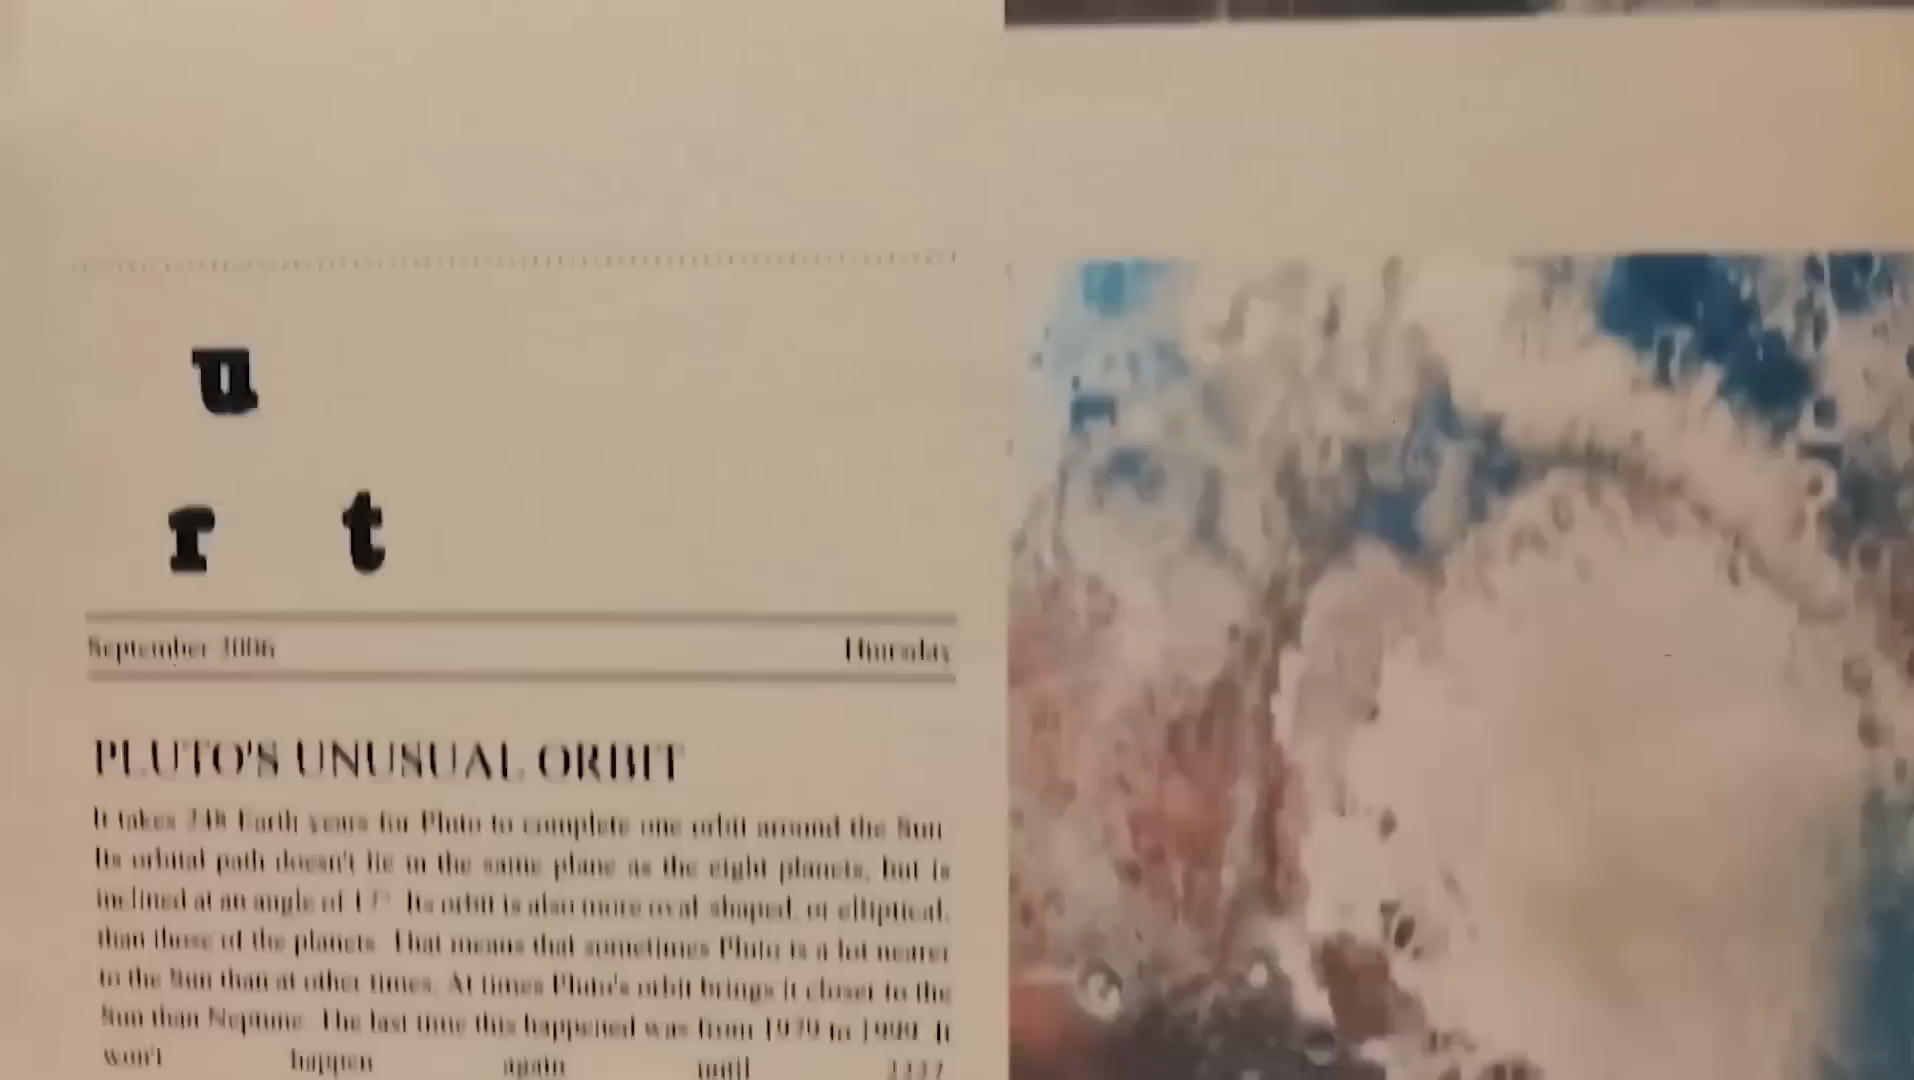 u
r t
September 2006
Thursday
PLUTO'S UNUSUAL ORBIT
It takes 248 Earth years for Pluto to complete one orbit around the Sun
Its orbital path doesn't lie in the same plane as the eight planets, but is
inclined at an angle of 17° Its orbit is also more oval shaped, or elliptical,
than those of the planets That means that sometimes Pluto is a lot nearer
to the Sun than at other times. At times Pluto's orbit brings it closer to the
Sun than Neptune. The last time this happened was from 1979 to 1999. It
won't happen again until